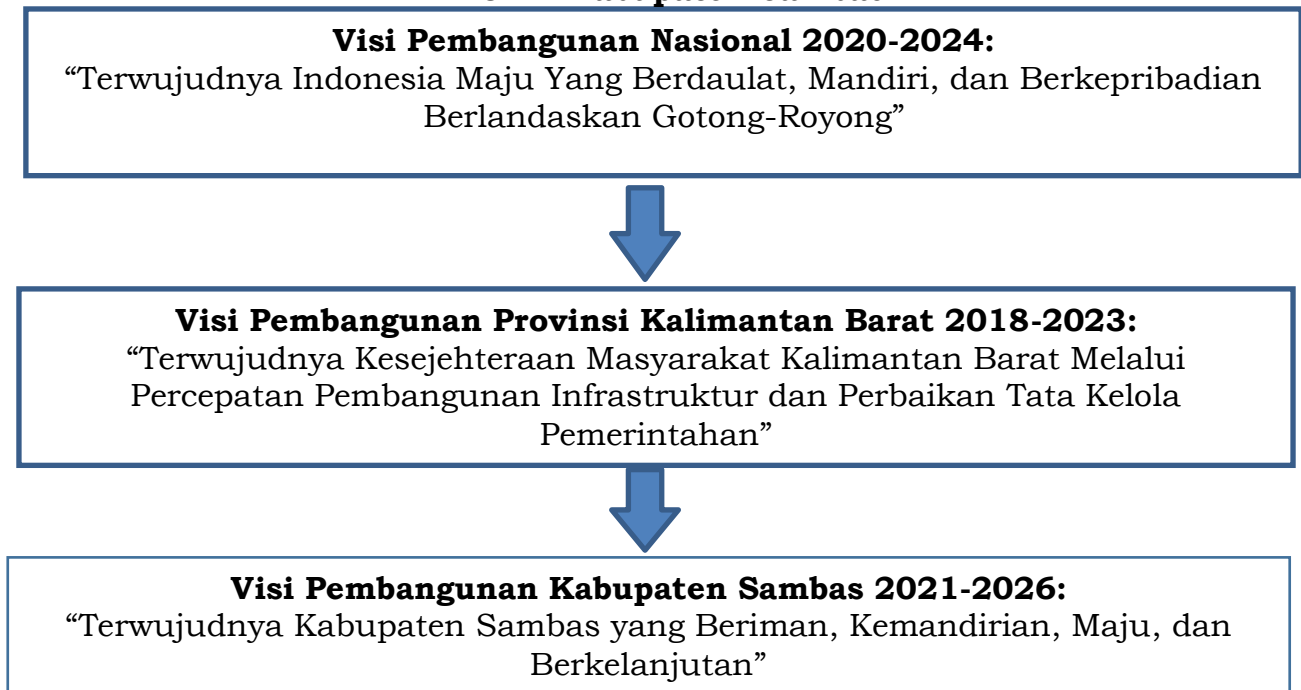 Visi Pembangunan Nasional 2020-2024:
“Terwujudnya Indonesia Maju Yang Berdaulat, Mandiri, dan Berkepribadian
Berlandaskan Gotong-Royong”
Visi Pembangunan Provinsi Kalimantan Barat 2018-2023:
“Terwujudnya Kesejehteraan Masyarakat Kalimantan Barat Melalui
Percepatan Pembangunan Infrastruktur dan Perbaikan Tata Kelola
Pemerintahan”
Visi Pembangunan Kabupaten Sambas 2021-2026:
“Terwujudnya Kabupaten Sambas yang Beriman, Kemandirian, Maju, dan
Berkelanjutan”